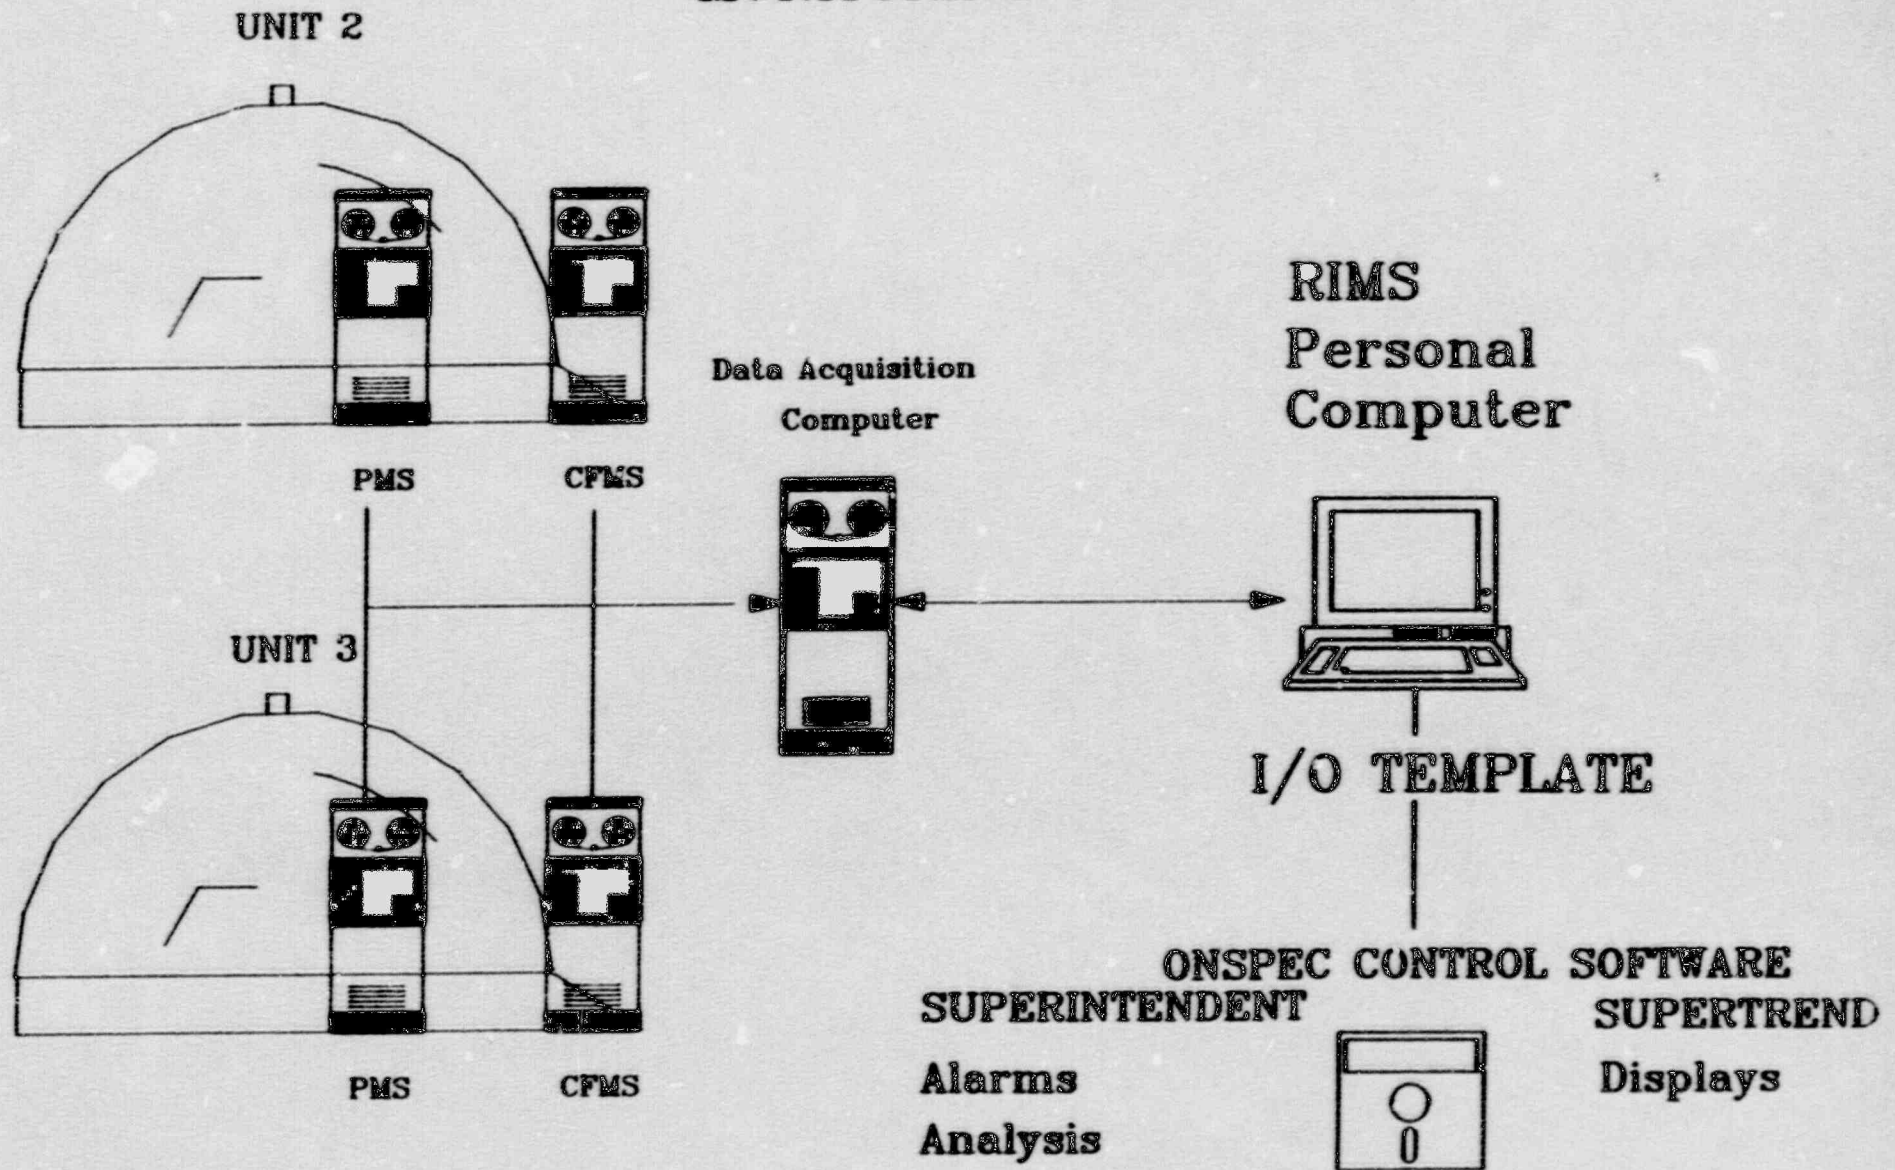 UNIT 2
PMS
CFMS
Data Acquisition
Computer
RIMS
Personal
Computer
UNIT 3
PMS
CFMS
I/O TEMPLATE
ONSPEC CONTROL SOFTWARE
SUPERINTENDENT
SUPERTREND
Alarms
Displays
Analysis